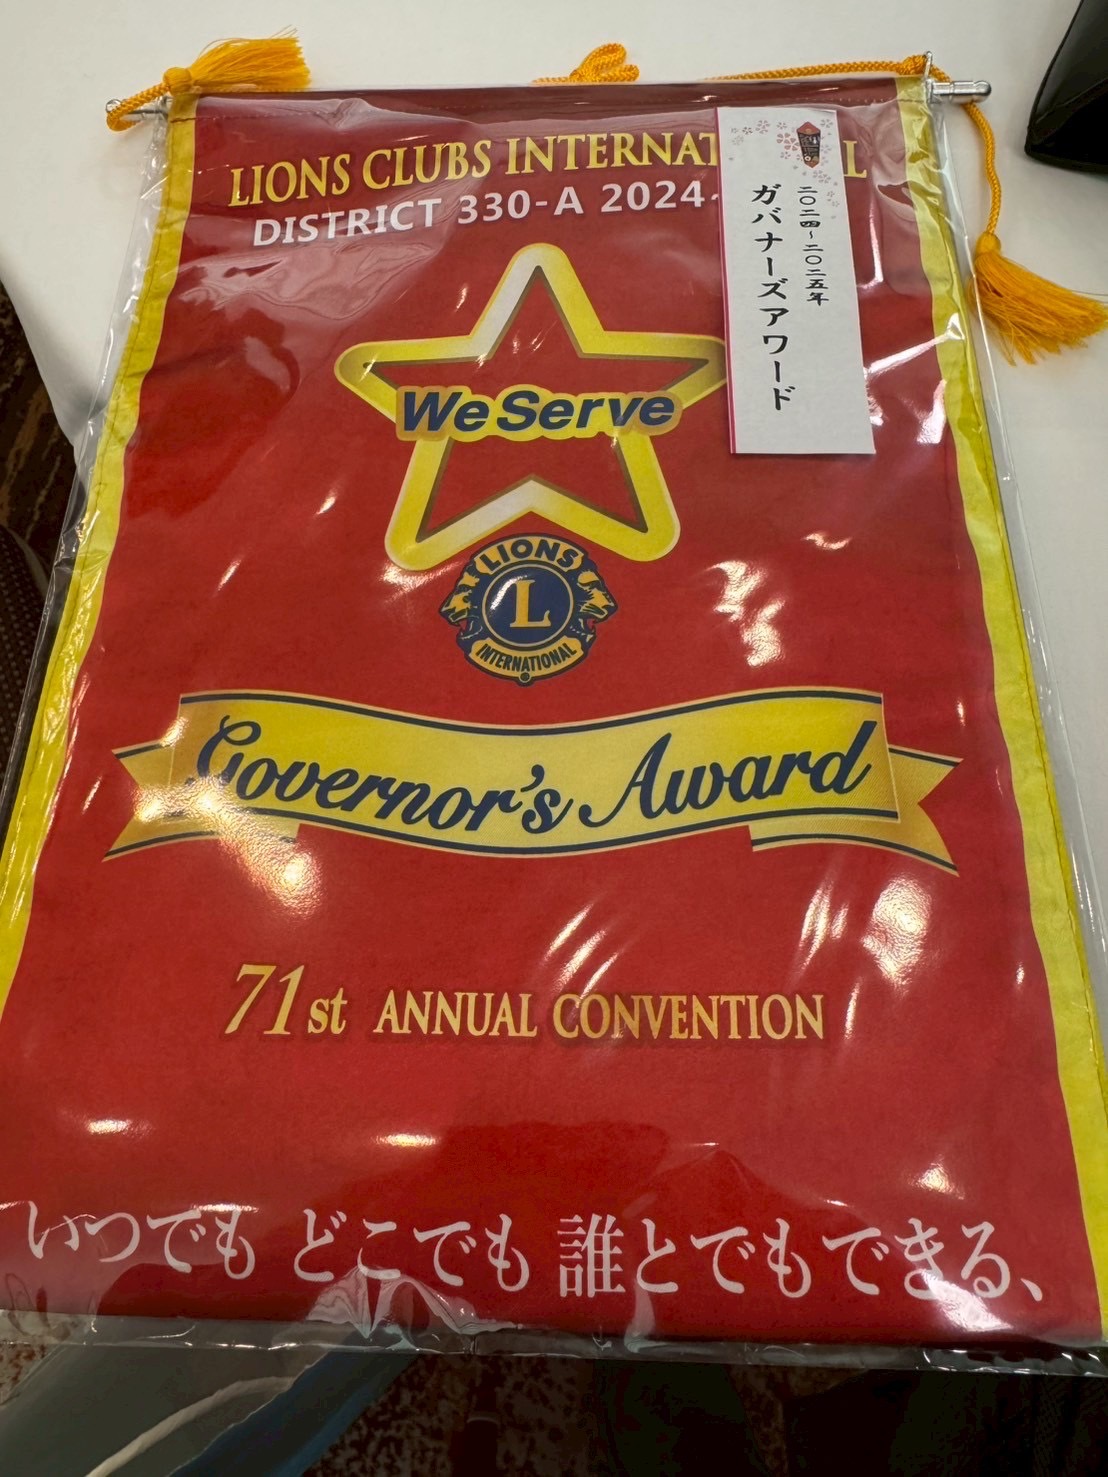 LIONS CLUBS INTERNAT L
DISTRICT 330-A 2024-
二〇二四〜二〇二五年
ガバナーズアワード
We Serve
LIONS
L
INTERNATIONAL
Governor's Award
71st ANNUAL CONVENTION
いつでも どこでも 誰とでもできる、